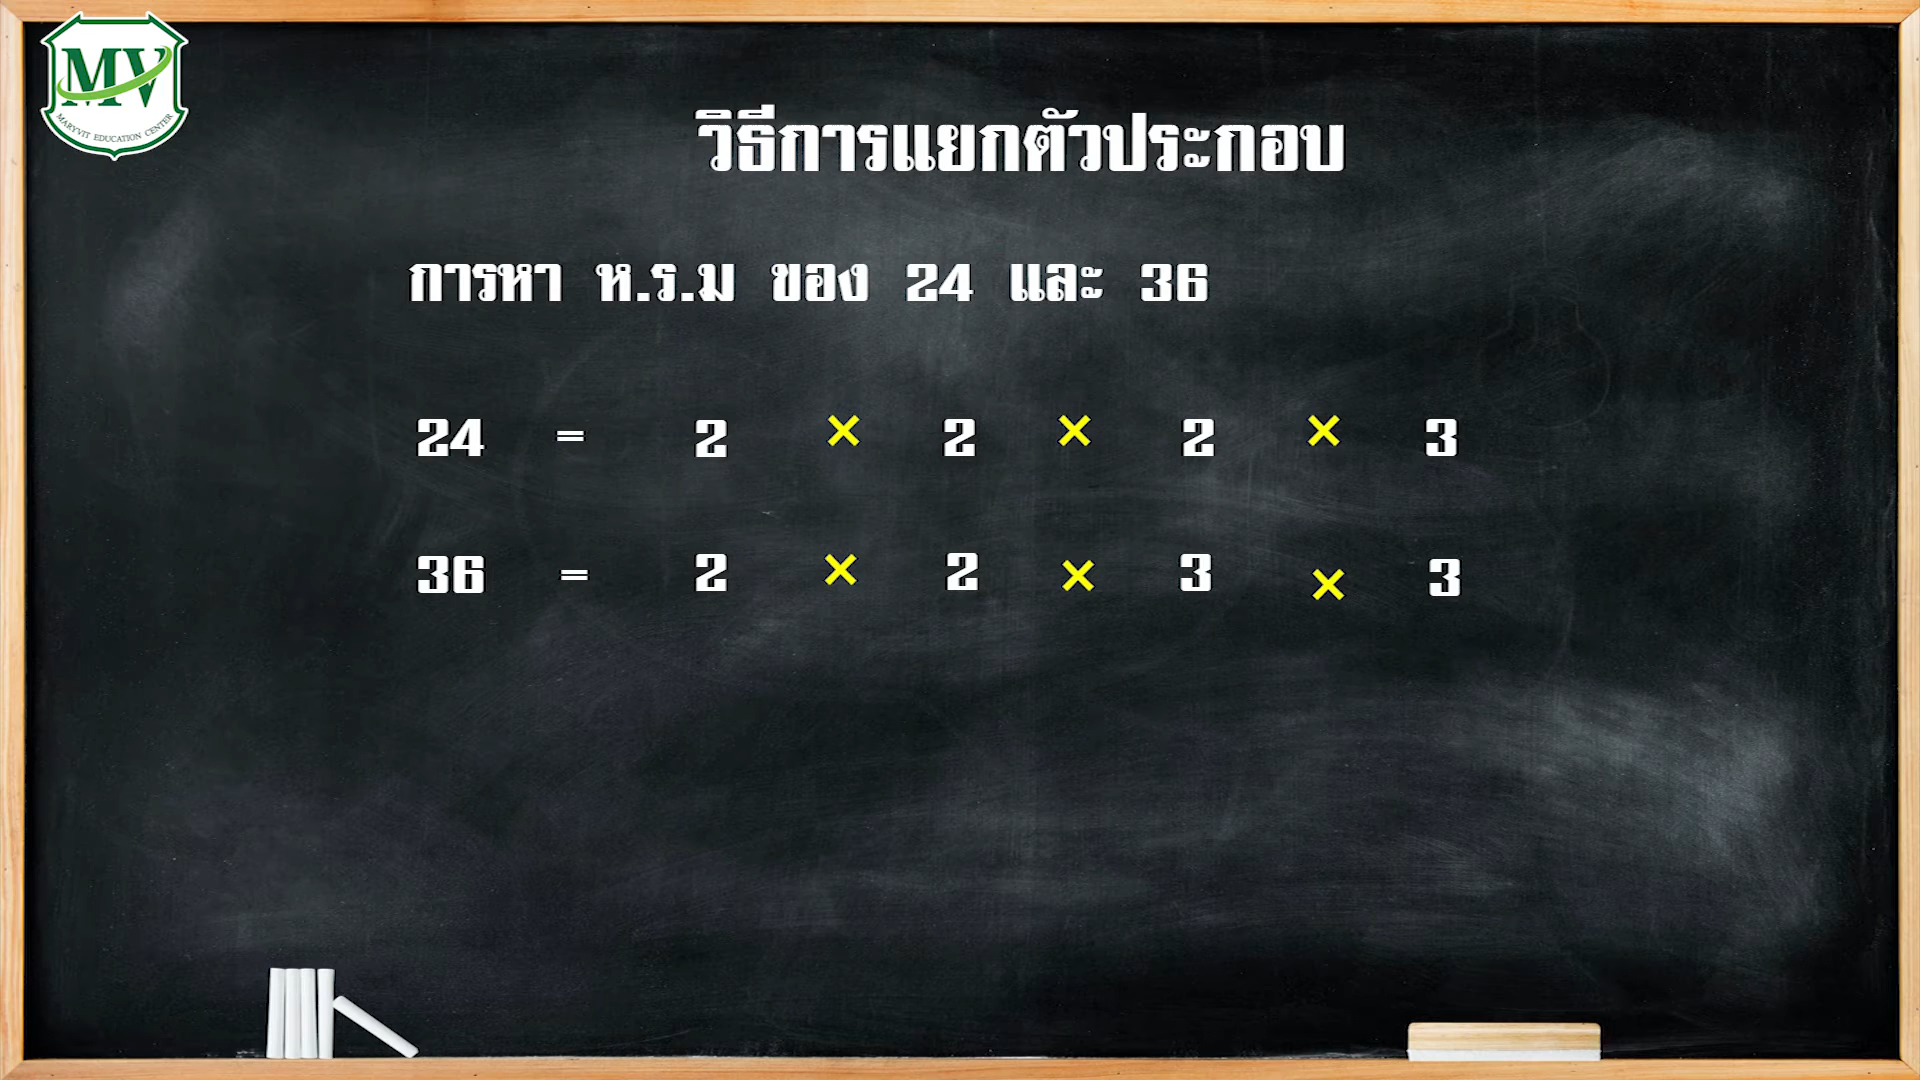 MV
MARYVIT EDUCATION CENTER
วิธีการแยกตัวประกอบ
การหา ห.ร.ม ของ 24 และ 36
24 = 2 × 2 × 2 × 3
36 = 2 × 2 × 3 × 3